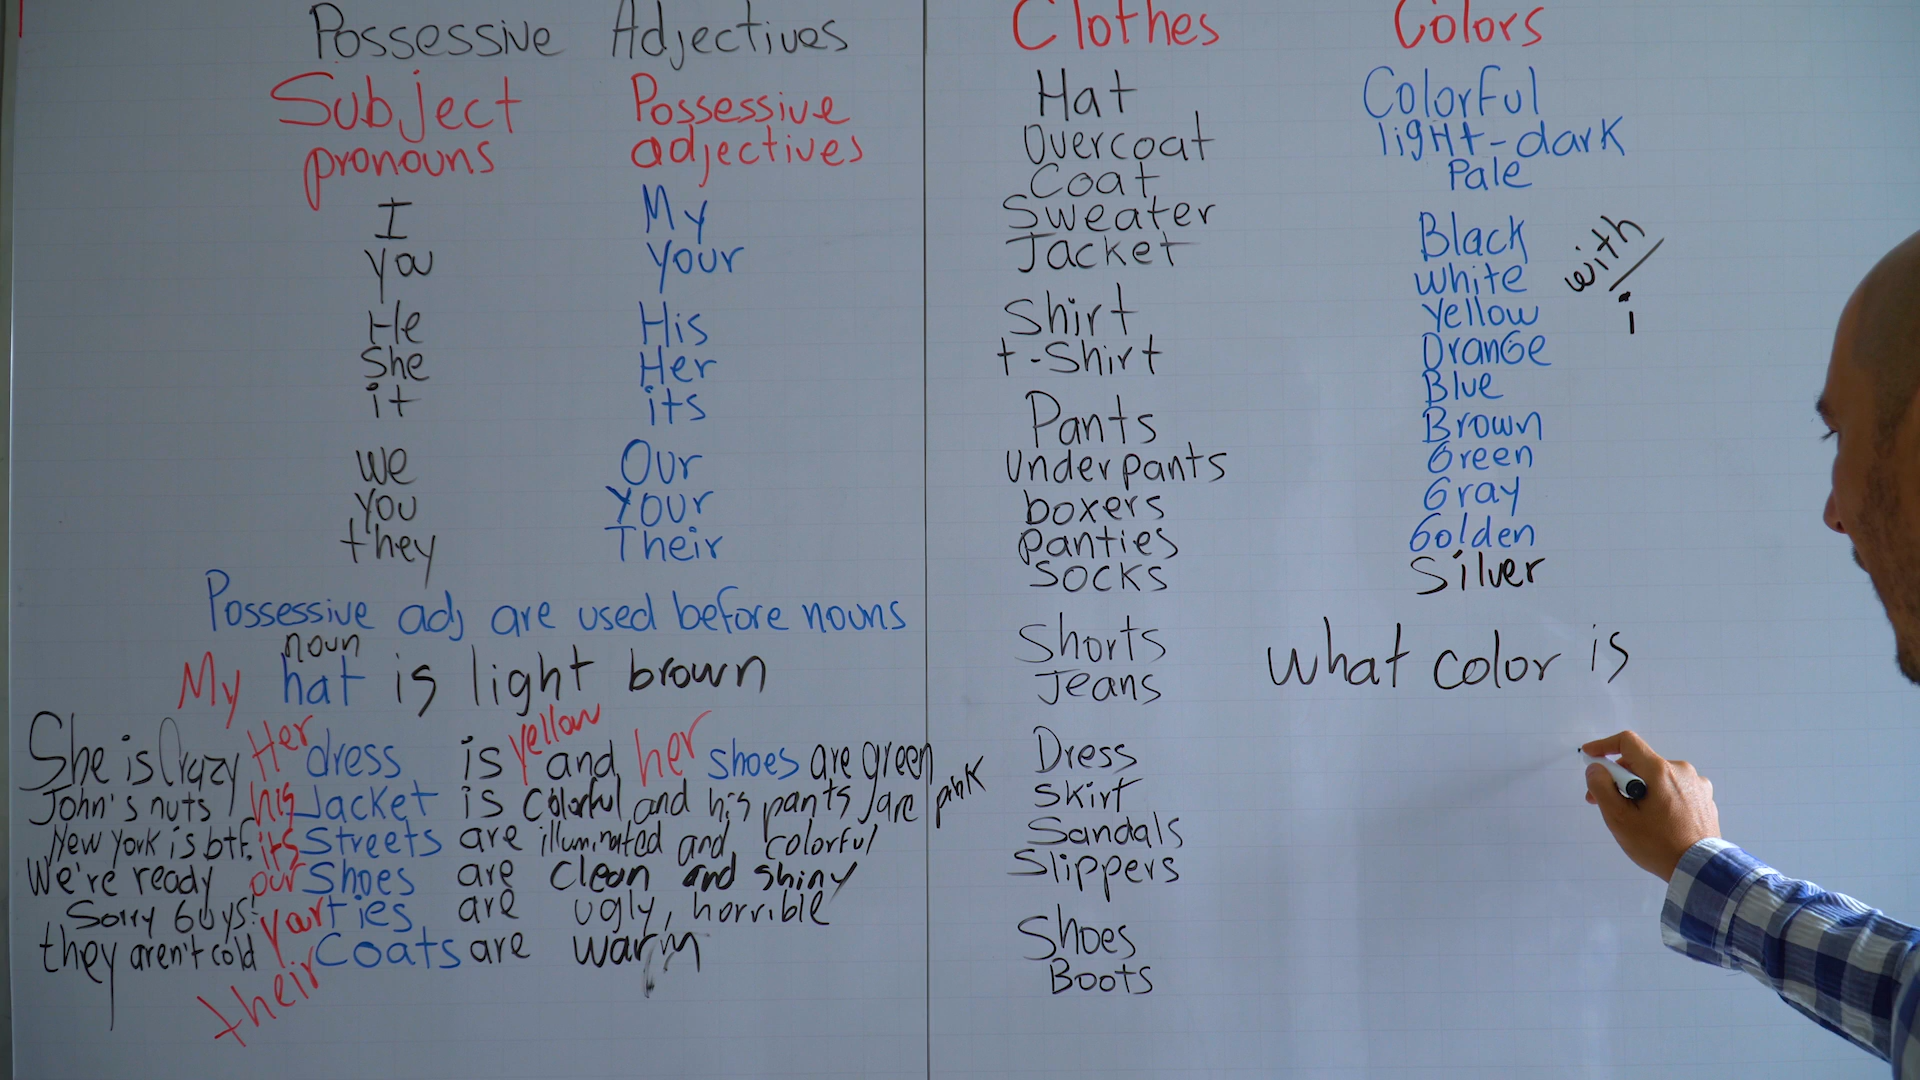 Possessive Adjectives
Subject Possessive
pronouns adjectives
I My
you your
He His
She Her
it its
we Our
you your
they Their
Possessive adj are used before nouns
noun
My hat is light brown
She is Crazy Her dress is yellow and her shoes are green
John's nuts his Jacket is colorful and his pants are pink
New York is btf. its Streets are illuminated and colorful
We're ready our Shoes are clean and shiny
Sorry Guys! your ties are ugly, horrible
they aren't cold their Coats are warm
Clothes
Hat
Overcoat
Coat
Sweater
Jacket
Shirt
t-Shirt
Pants
Underpants
boxers
panties
Socks
Shorts
Jeans
Dress
Skirt
Sandals
Slippers
Shoes
Boots
Colors
Colorful
light-dark
Pale
Black
White
Yellow
Orange
Blue
Brown
Green
Gray
Golden
Silver
with
i
What color is